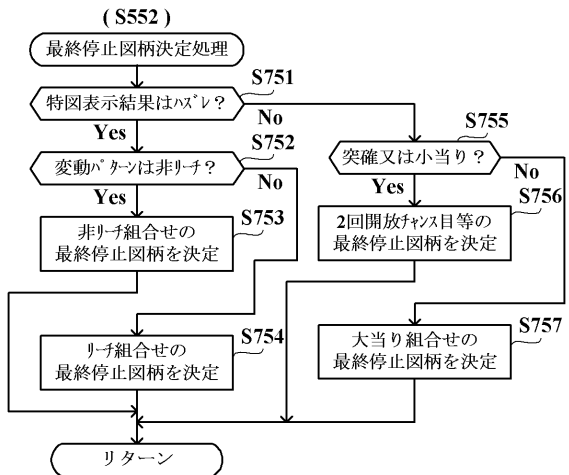 ( S552 )
最終停止図柄決定処理
S751
特図表示結果はﾊｽﾞﾚ？
No
Yes
S752
変動ﾊﾟﾀｰﾝは非ﾘｰﾁ？
No
Yes
S753
非ﾘｰﾁ組合せの
最終停止図柄を決定
S754
ﾘｰﾁ組合せの
最終停止図柄を決定
S755
突確又は小当り？
No
Yes
S756
2回開放ﾁｬﾝｽ目等の
最終停止図柄を決定
S757
大当り組合せの
最終停止図柄を決定
リターン